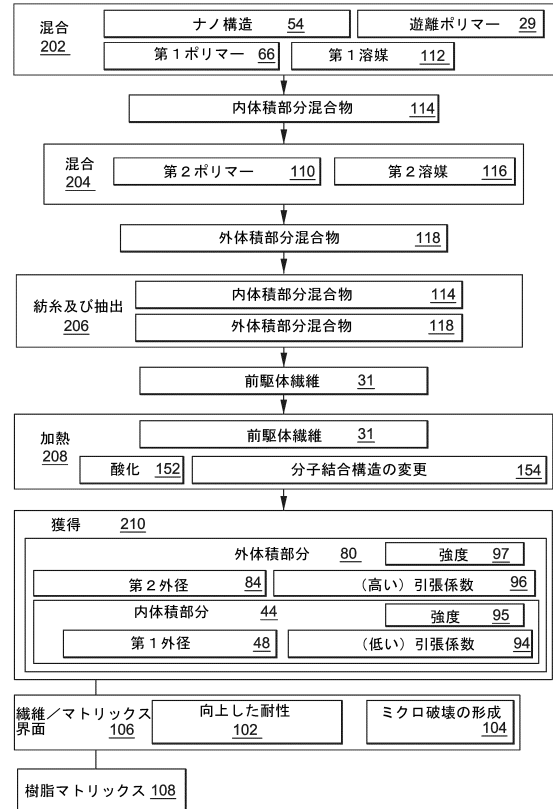 混合
202
ナノ構造 54
遊離ポリマー 29
第1ポリマー 66
第1溶媒 112
内体積部分混合物 114
混合
204
第2ポリマー 110
第2溶媒 116
外体積部分混合物 118
紡糸及び抽出
206
内体積部分混合物 114
外体積部分混合物 118
前駆体繊維 31
加熱
208
前駆体繊維 31
酸化 152
分子結合構造の変更 154
獲得 210
外体積部分 80
強度 97
第2外径 84
(高い)引張係数 96
内体積部分 44
強度 95
第1外径 48
(低い)引張係数 94
繊維/マトリックス
界面 106
向上した耐性
102
ミクロ破壊の形成
104
樹脂マトリックス 108